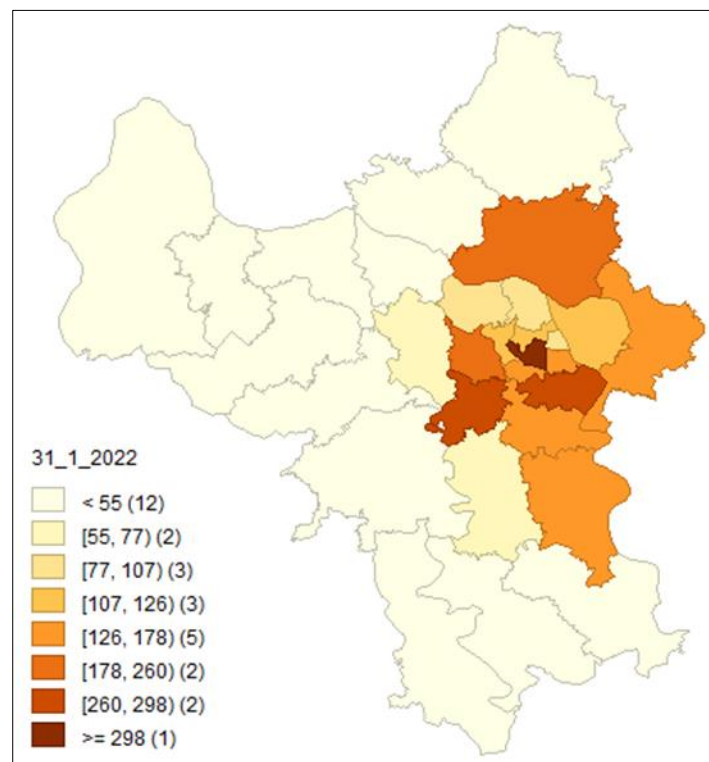 31_1_2022
< 55 (12)
[55, 77) (2)
[77, 107) (3)
[107, 126) (3)
[126, 178) (5)
[178, 260) (2)
[260, 298) (2)
>= 298 (1)